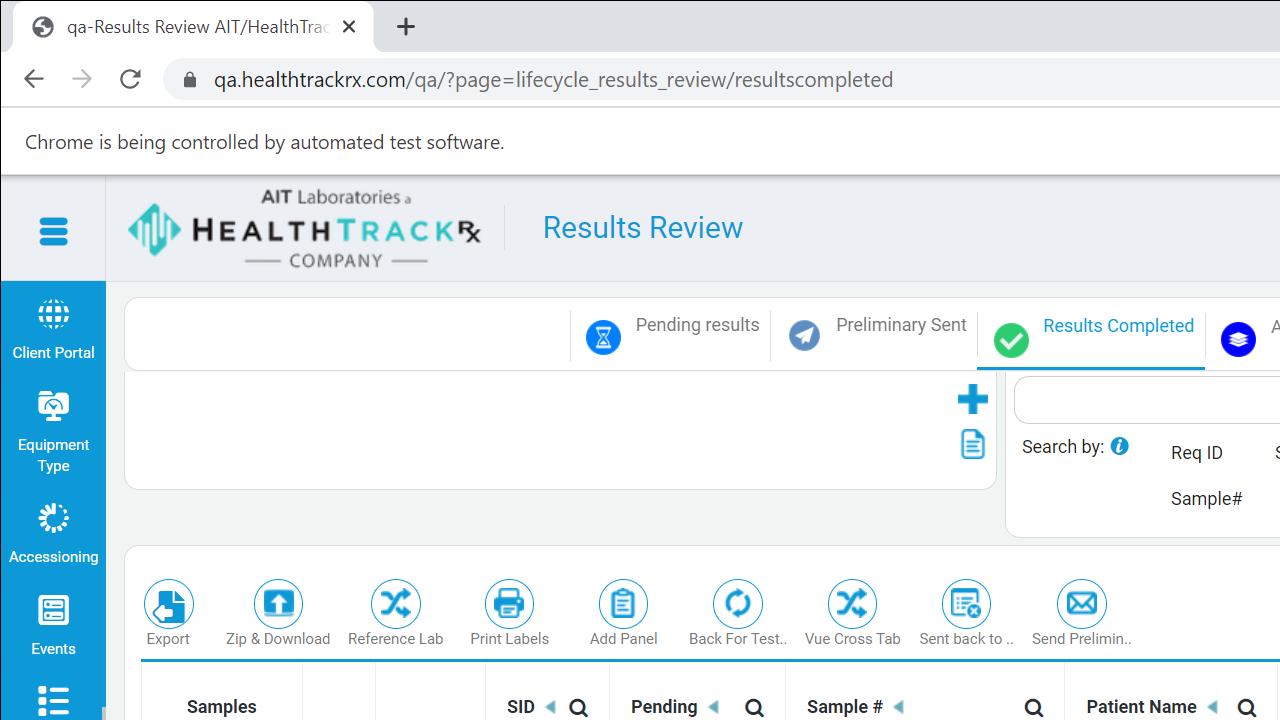 qa-Results Review AIT/HealthTrac
qa.healthtrackrx.com/qa/?page=lifecycle_results_review/resultscompleted
Chrome is being controlled by automated test software.
AIT Laboratories a
HEALTHTRACKRx
COMPANY
Results Review
Client Portal
Equipment
Type
Accessioning
Events
Pending results
Preliminary Sent
Results Completed
A
Search by:
Req ID
S
Sample#
Export
Zip & Download
Reference Lab
Print Labels
Add Panel
Back For Test..
Vue Cross Tab
Sent back to ..
Send Prelimin..
Samples
SID
Pending
Sample #
Patient Name